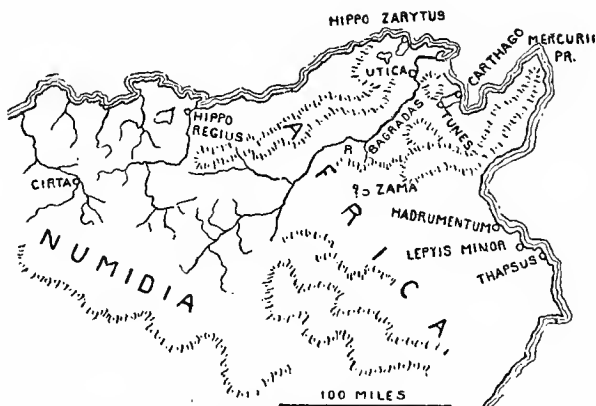 HIPPO ZARYTUS
MERCURII
PR.
CARTHAGO
UTICA
TUNES
HIPPO
REGIUS
R
BAGRADAS
CIRTA
? ZAMA
HADRUMENTUM
LEPTIS MINOR
THAPSUS
NUMIDIA
AFRICA
100 MILES